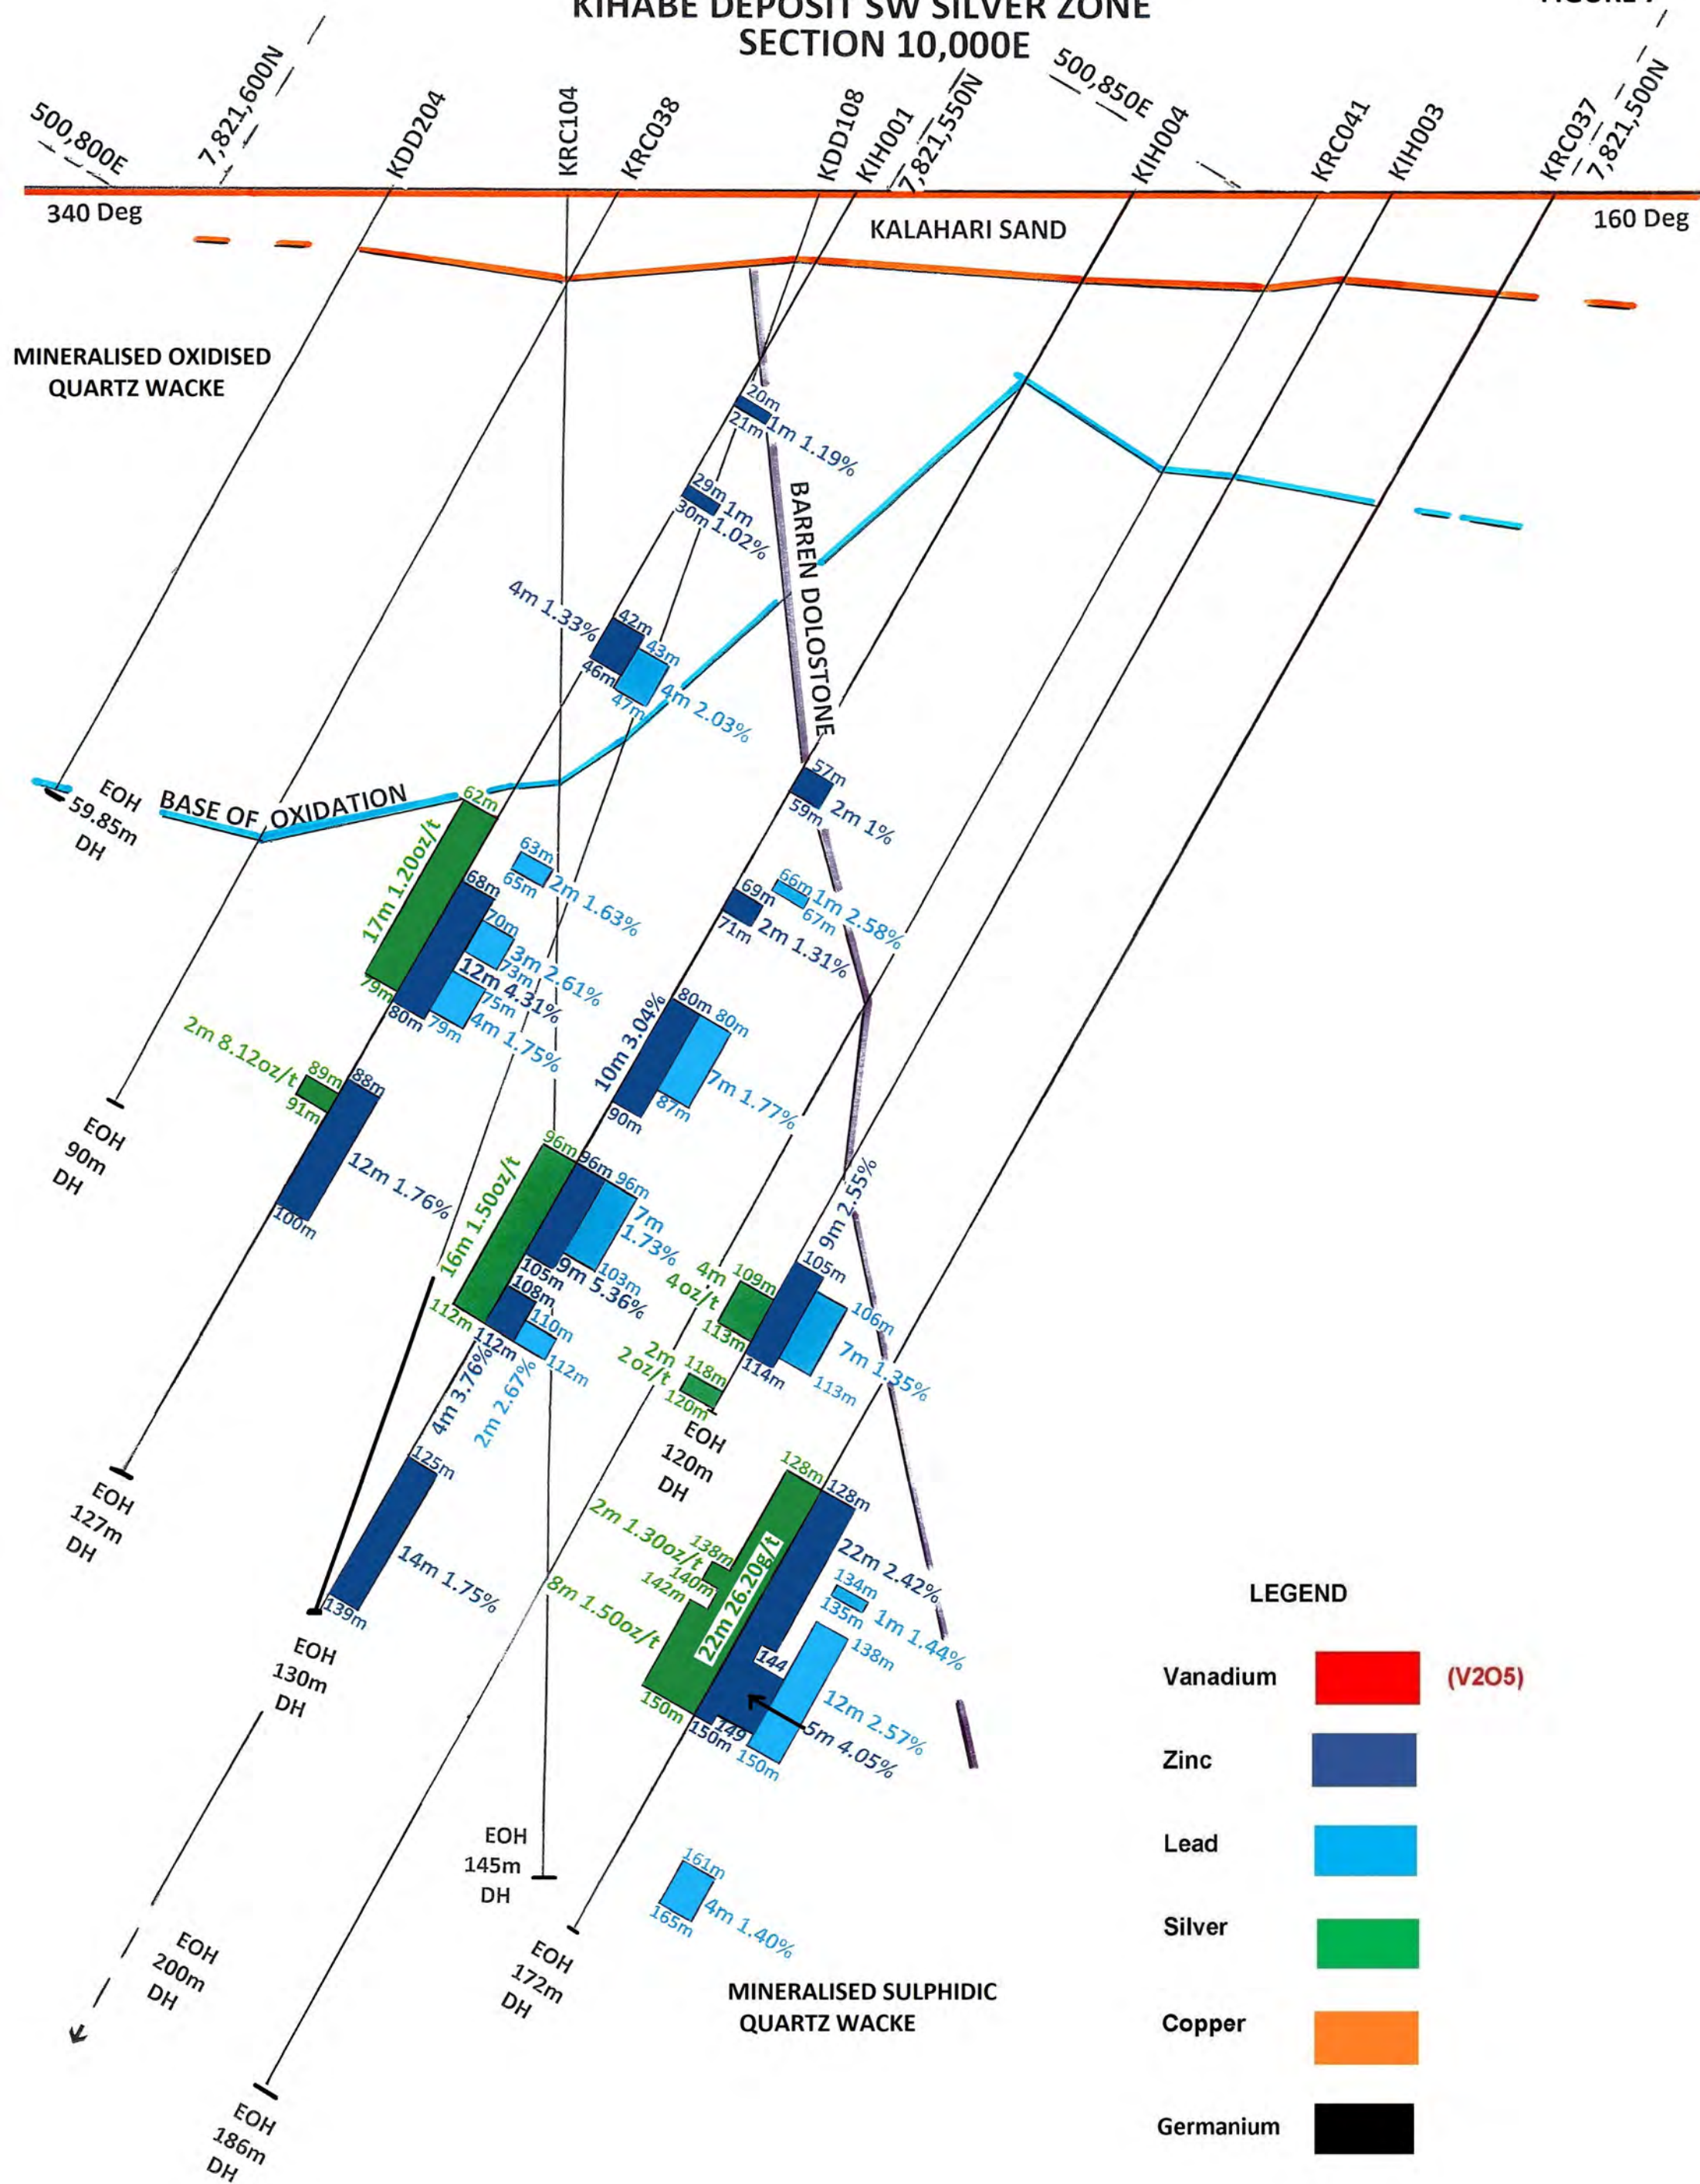 KIHABE DEPOSIT SW SILVER ZONE
SECTION 10,000E
500,800E
7,821,600N
KDD204
KRC104
KRC038
KDD108
KIH001
7,821,550N
500,850E
KIH004
KRC041
KIH003
KRC037
7,821,500N
340 Deg
KALAHARI SAND
160 Deg
MINERALISED OXIDISED
QUARTZ WACKE
20m
21m
1m 1.19%
29m
30m
1m
1.02%
BARREN DOLOSTONE
4m 1.33%
42m
46m
43m
47m
4m 2.03%
EOH
59.85m
DH
BASE OF OXIDATION
62m
17m 1.20oz/t
79m
63m
65m
2m 1.63%
68m
80m
12m 4.31%
70m
73m
3m 2.61%
75m
79m
4m 1.75%
57m
59m
2m 1%
66m
67m
1m 2.58%
69m
71m
2m 1.31%
2m 8.12oz/t
89m
91m
88m
100m
12m 1.76%
10m 3.04%
80m
90m
80m
87m
7m 1.77%
EOH
90m
DH
96m
16m 1.50oz/t
112m
96m
105m
9m 5.36%
96m
103m
7m
1.73%
108m
112m
4m 3.76%
110m
112m
2m 2.67%
9m 2.55%
105m
114m
4m
4oz/t
109m
113m
106m
113m
7m 1.35%
2m
2oz/t
118m
120m
EOH
120m
DH
EOH
127m
DH
125m
139m
14m 1.75%
EOH
130m
DH
128m
128m
22m 26.20g/t
22m 2.42%
2m 1.30oz/t
138m
140m
142m
8m 1.50oz/t
150m
134m
135m
1m 1.44%
138m
12m 2.57%
144
149
150m
150m
5m 4.05%
EOH
145m
DH
161m
165m
4m 1.40%
EOH
172m
DH
EOH
200m
DH
EOH
186m
DH
MINERALISED SULPHIDIC
QUARTZ WACKE
LEGEND
Vanadium
(V2O5)
Zinc
Lead
Silver
Copper
Germanium